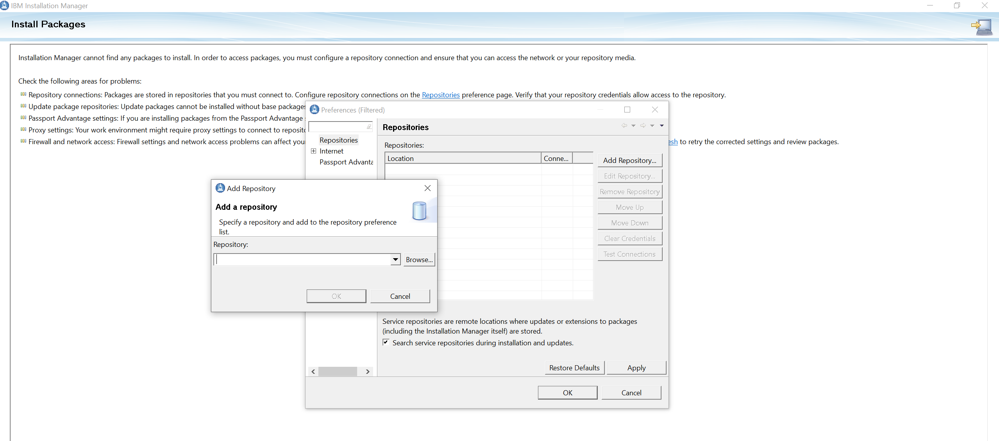 IBM Installation Manager
Install Packages
Installation Manager cannot find any packages to install. In order to access packages, you must configure a repository connection and ensure that you can access the network or your repository media.
Check the following areas for problems:
Repository connections: Packages are stored in repositories that you must connect to. Configure repository connections on the Repositories preference page. Verify that your repository credentials allow access to the repository.
Update package repositories: Update packages cannot be installed without base packages
Passport Advantage settings: If you are installing packages from the Passport Advantage
Proxy settings: Your work environment might require proxy settings to connect to
Firewall and network access: Firewall settings and network access problems can affect
to retry the corrected settings and review packages.
Preferences (Filtered)
Repositories
Internet
Passport Advanta
Repositories
Repositories:
Location
Conne...
Add Repository...
Edit Repository...
Remove Repository
Move Up
Move Down
Clear Credentials
Test Connections
Service repositories are remote locations where updates or extensions to packages
(including the Installation Manager itself) are stored.
Search service repositories during installation and updates.
Restore Defaults
Apply
OK
Cancel
Add Repository
Add a repository
Specify a repository and add to the repository preference
list.
Repository:
Browse...
OK
Cancel